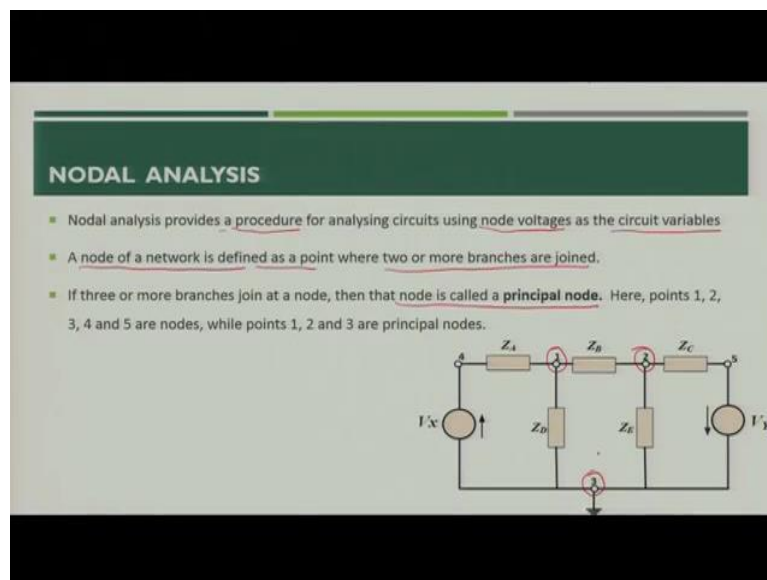 NODAL ANALYSIS
Nodal analysis provides a procedure for analysing circuits using node voltages as the circuit variables
A node of a network is defined as a point where two or more branches are joined.
If three or more branches join at a node, then that node is called a principal node. Here, points 1, 2,
3, 4 and 5 are nodes, while points 1, 2 and 3 are principal nodes.
4 ZA 1 ZB 2 ZC 5
VX ZD ZE VY
3